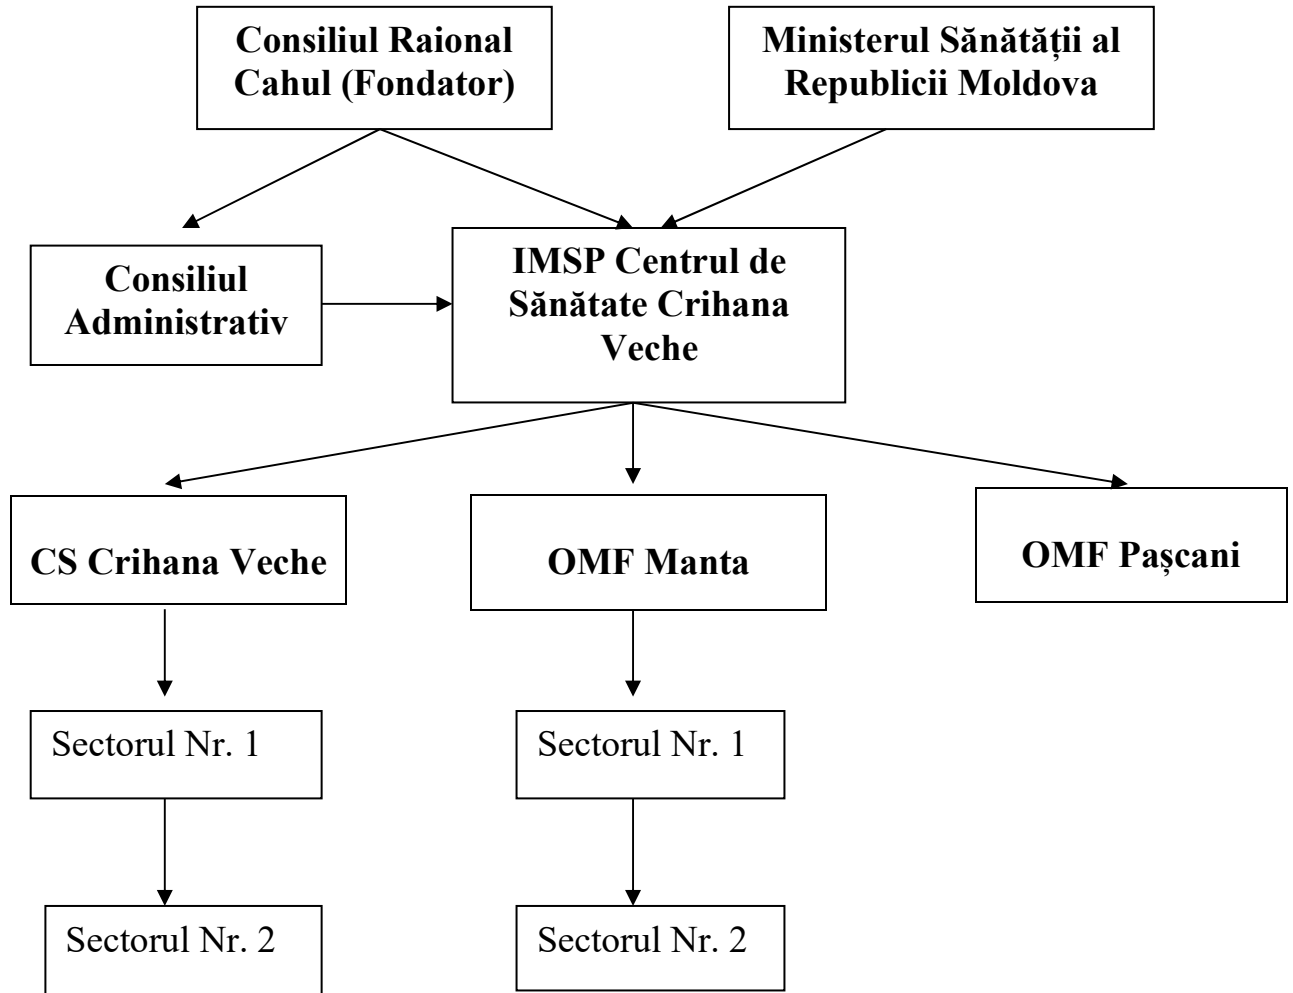 Consiliul Raional
Cahul (Fondator)
Ministerul Sănătății al
Republicii Moldova
Consiliul
Administrativ
IMSP Centrul de
Sănătate Crihana
Veche
CS Crihana Veche
OMF Manta
OMF Pașcani
Sectorul Nr. 1
Sectorul Nr. 1
Sectorul Nr. 2
Sectorul Nr. 2